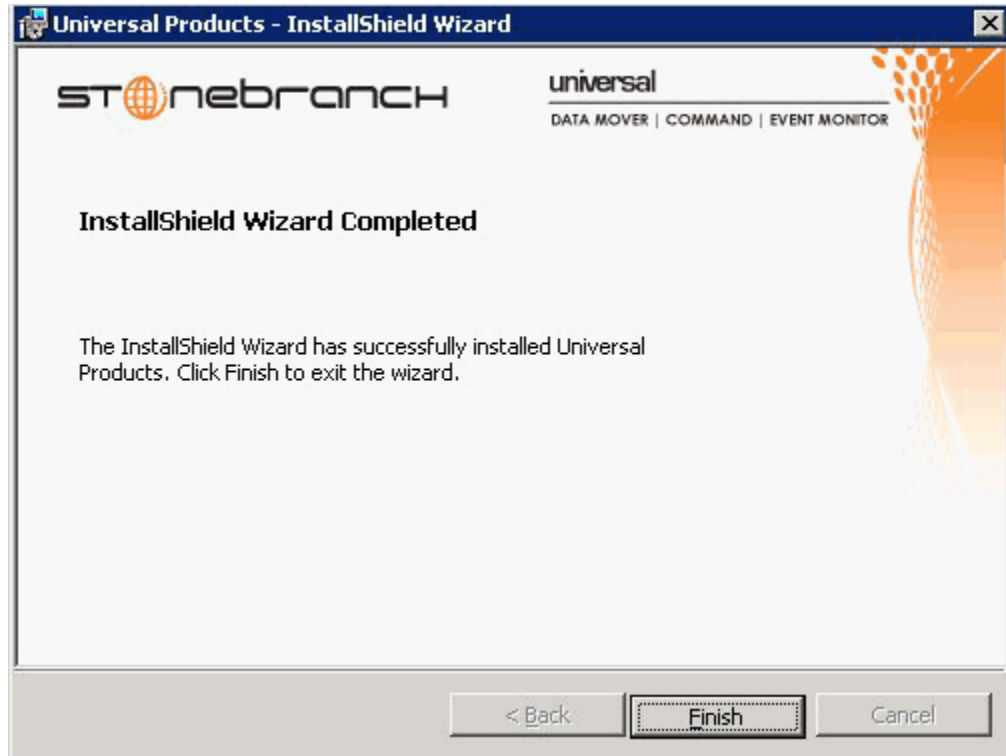 Universal Products - InstallShield Wizard
stonebranch
universal
DATA MOVER | COMMAND | EVENT MONITOR
InstallShield Wizard Completed
The InstallShield Wizard has successfully installed Universal
Products. Click Finish to exit the wizard.
< Back Finish Cancel